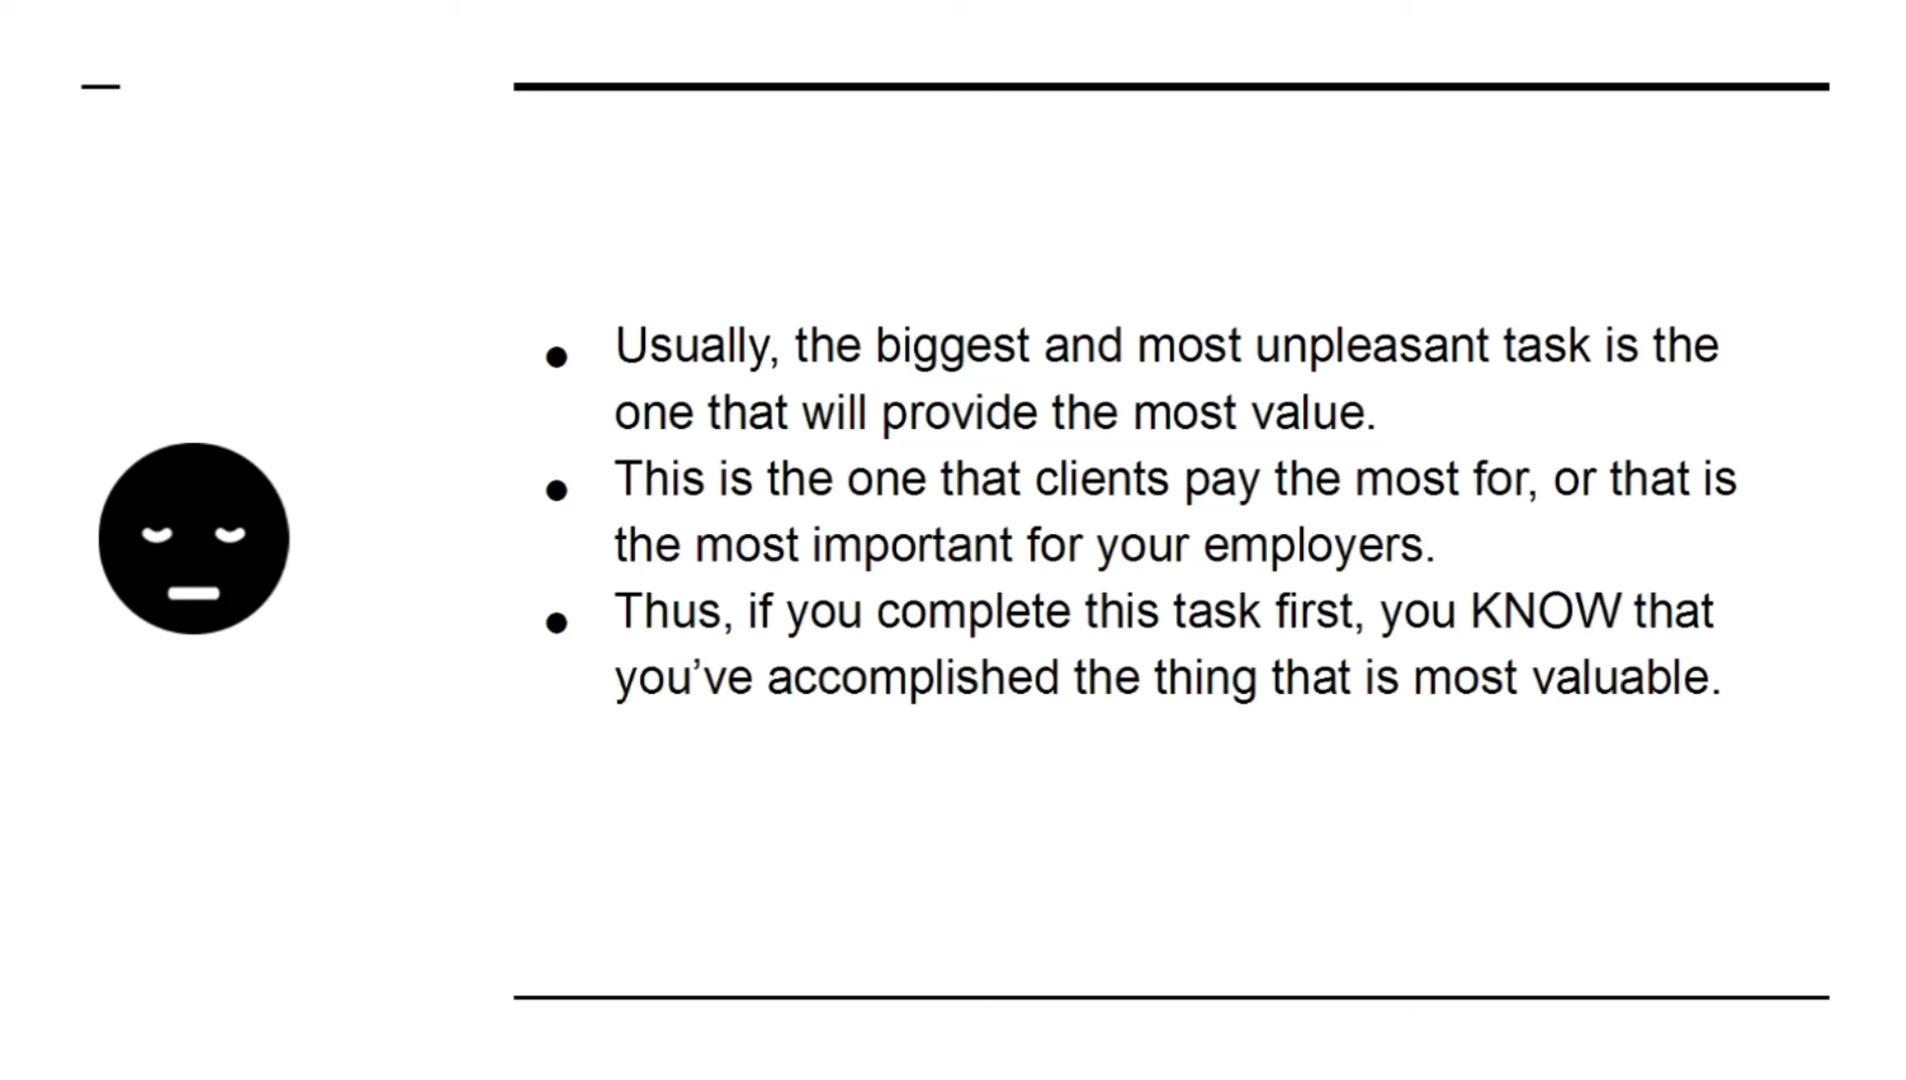 ● Usually, the biggest and most unpleasant task is the
one that will provide the most value.
● This is the one that clients pay the most for, or that is
the most important for your employers.
● Thus, if you complete this task first, you KNOW that
you’ve accomplished the thing that is most valuable.